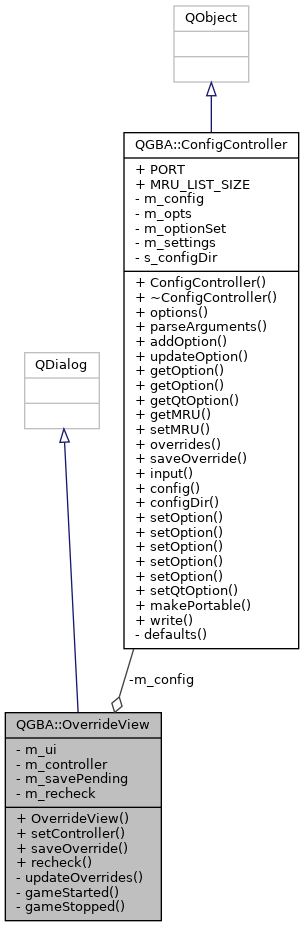 QObject
QGBA::ConfigController
+ PORT
+ MRU_LIST_SIZE
- m_config
- m_opts
- m_optionSet
- m_settings
- s_configDir
+ ConfigController()
+ ~ConfigController()
+ options()
+ parseArguments()
+ addOption()
+ updateOption()
+ getOption()
+ getOption()
+ getQtOption()
+ getMRU()
+ setMRU()
+ overrides()
+ saveOverride()
+ input()
+ config()
+ configDir()
+ setOption()
+ setOption()
+ setOption()
+ setOption()
+ setOption()
+ setQtOption()
+ makePortable()
+ write()
- defaults()
QDialog
-m_config
QGBA::OverrideView
- m_ui
- m_controller
- m_savePending
- m_recheck
+ OverrideView()
+ setController()
+ saveOverride()
+ recheck()
- updateOverrides()
- gameStarted()
- gameStopped()